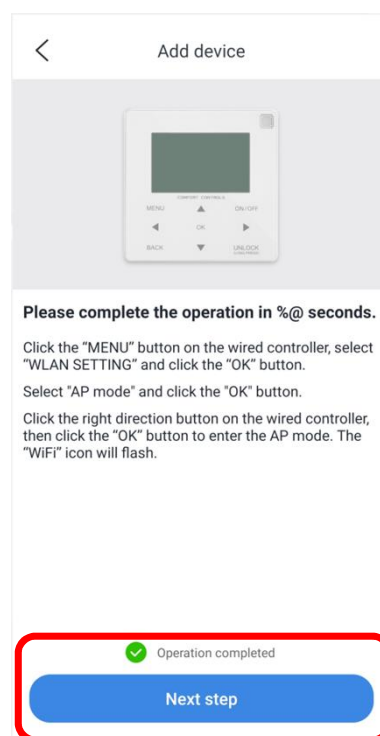 Add device
COMFORT CONTROLS
MENU
ON/OFF
OK
BACK
UNLOCK
Please complete the operation in %@ seconds.
Click the “MENU” button on the wired controller, select
“WLAN SETTING” and click the “OK” button.
Select "AP mode" and click the "OK" button.
Click the right direction button on the wired controller,
then click the “OK” button to enter the AP mode. The
“WiFi” icon will flash.
Operation completed
Next step